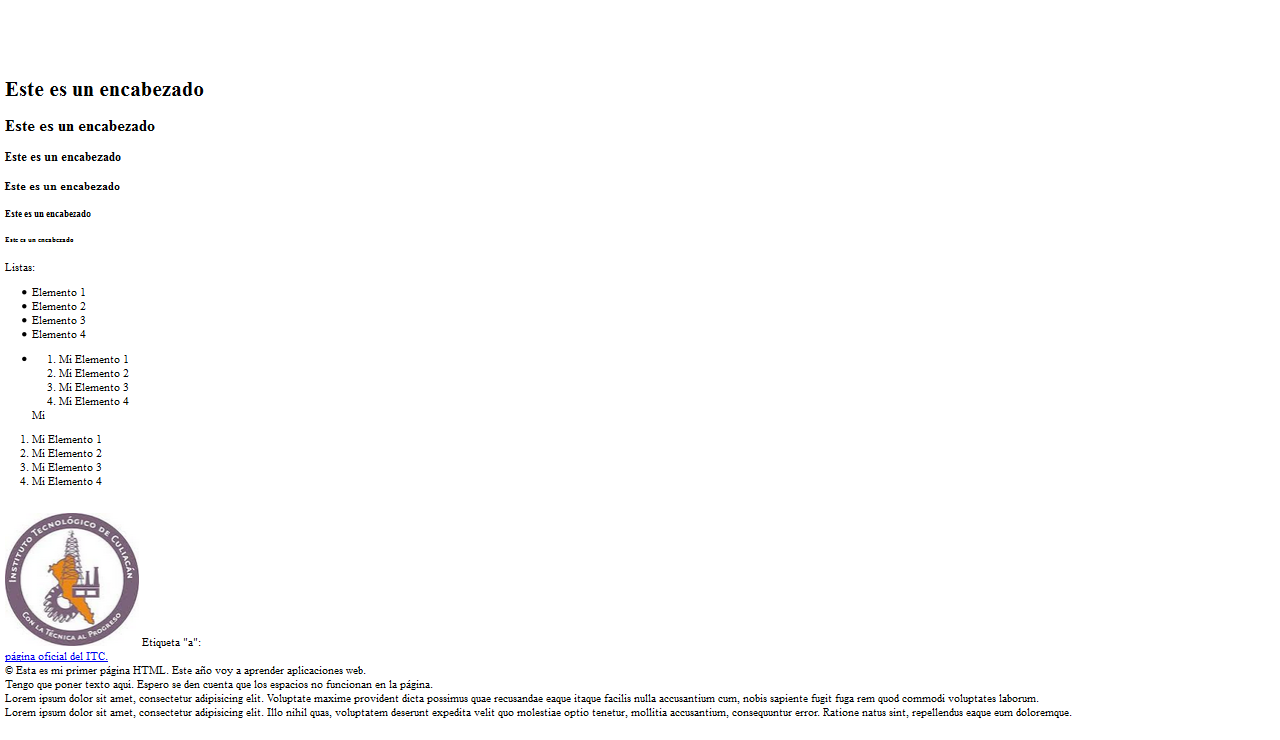 Este es un encabezado
Este es un encabezado
Este es un encabezado
Este es un encabezado
Este es un encabezado
Este es un encabezado
Listas:
• Elemento 1
• Elemento 2
• Elemento 3
• Elemento 4
• 1. Mi Elemento 1
2. Mi Elemento 2
3. Mi Elemento 3
4. Mi Elemento 4
Mi
1. Mi Elemento 1
2. Mi Elemento 2
3. Mi Elemento 3
4. Mi Elemento 4
INSTITUTO TECNOLÓGICO DE CULIACÁN
CON LA TÉCNICA AL PROGRESO
Etiqueta "a":
página oficial del ITC.
© Esta es mi primer página HTML. Este año voy a aprender aplicaciones web.
Tengo que poner texto aqui. Espero se den cuenta que los espacios no funcionan en la página.
Lorem ipsum dolor sit amet, consectetur adipisicing elit. Voluptate maxime provident dicta possimus quae recusandae eaque itaque facilis nulla accusantium cum, nobis sapiente fugit fuga rem quod commodi voluptates laborum.
Lorem ipsum dolor sit amet, consectetur adipisicing elit. Illo nihil quas, voluptatem deserunt expedita velit quo molestiae optio tenetur, mollitia accusantium, consequuntur error. Ratione natus sint, repellendus eaque eum doloremque.